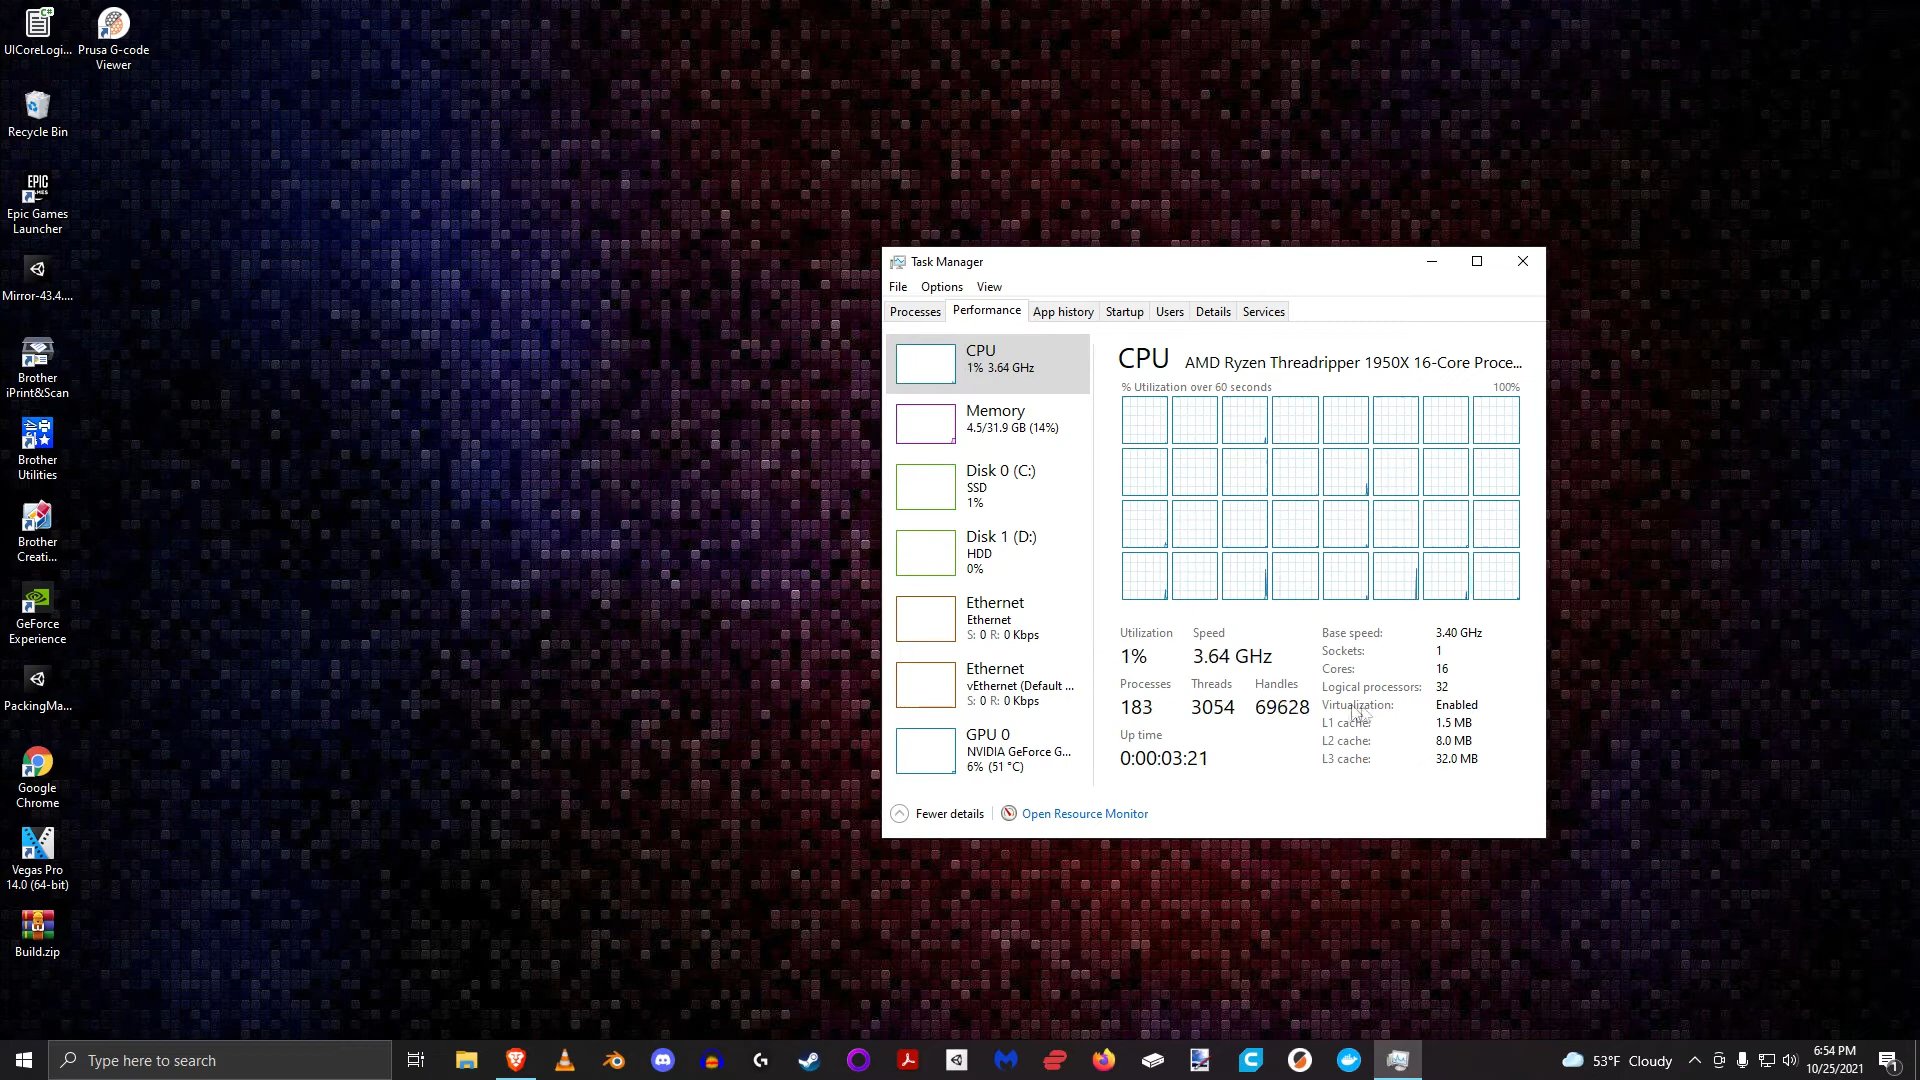 UICoreLogi...
Prusa G-code
Viewer
Recycle Bin
EPIC
GAMES
Epic Games
Launcher
Mirror-43.4....
Brother
iPrint&Scan
Brother
Utilities
Brother
Creati...
GeForce
Experience
PackingMa...
Google
Chrome
Vegas Pro
14.0 (64-bit)
Build.zip
Task Manager
File Options View
Processes Performance App history Startup Users Details Services
CPU
1% 3.64 GHz
Memory
4.5/31.9 GB (14%)
Disk 0 (C:)
SSD
1%
Disk 1 (D:)
HDD
0%
Ethernet
Ethernet
S: 0 R: 0 Kbps
Ethernet
vEthernet (Default ...
S: 0 R: 0 Kbps
GPU 0
NVIDIA GeForce G...
6% (51 °C)
CPU AMD Ryzen Threadripper 1950X 16-Core Proce...
% Utilization over 60 seconds 100%
Utilization Speed
1% 3.64 GHz
Processes Threads Handles
183 3054 69628
Up time
0:00:03:21
Base speed: 3.40 GHz
Sockets: 1
Cores: 16
Logical processors: 32
Virtualization: Enabled
L1 cache: 1.5 MB
L2 cache: 8.0 MB
L3 cache: 32.0 MB
Fewer details Open Resource Monitor
Type here to search
53°F Cloudy
6:54 PM
10/25/2021
1